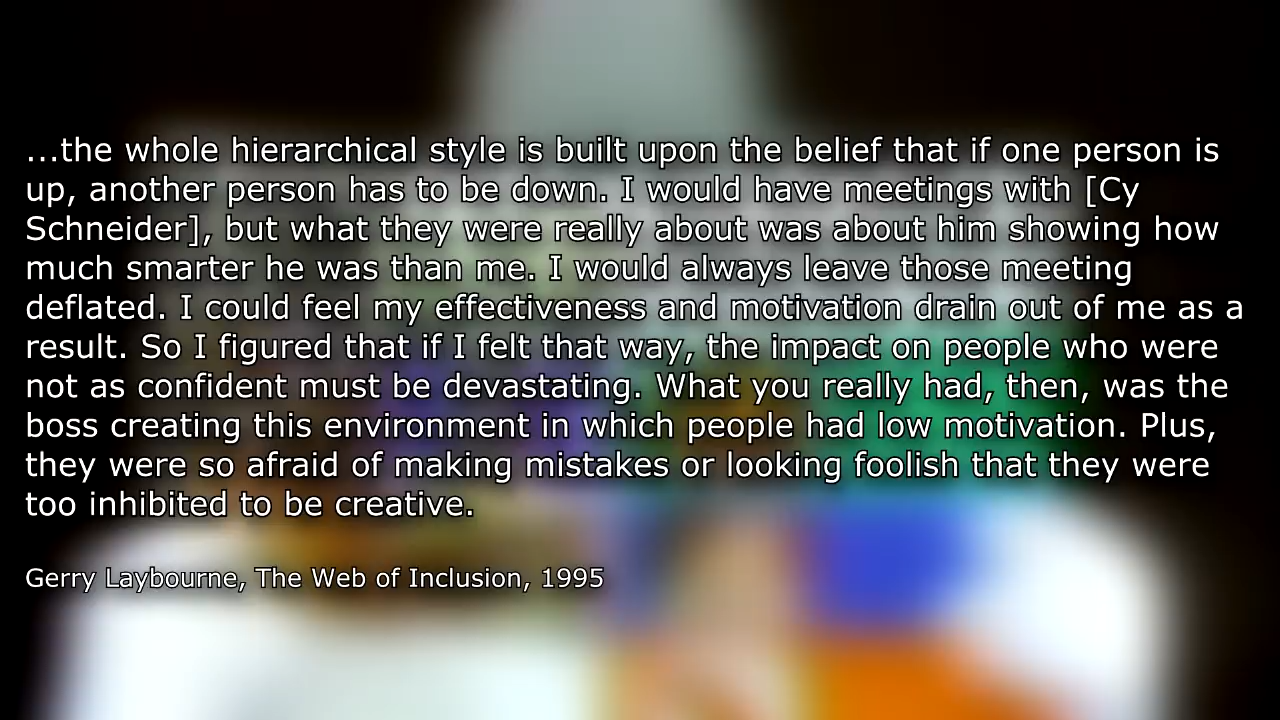 ...the whole hierarchical style is built upon the belief that if one person is
up, another person has to be down. I would have meetings with [Cy
Schneider], but what they were really about was about him showing how
much smarter he was than me. I would always leave those meeting
deflated. I could feel my effectiveness and motivation drain out of me as a
result. So I figured that if I felt that way, the impact on people who were
not as confident must be devastating. What you really had, then, was the
boss creating this environment in which people had low motivation. Plus,
they were so afraid of making mistakes or looking foolish that they were
too inhibited to be creative.
Gerry Laybourne, The Web of Inclusion, 1995